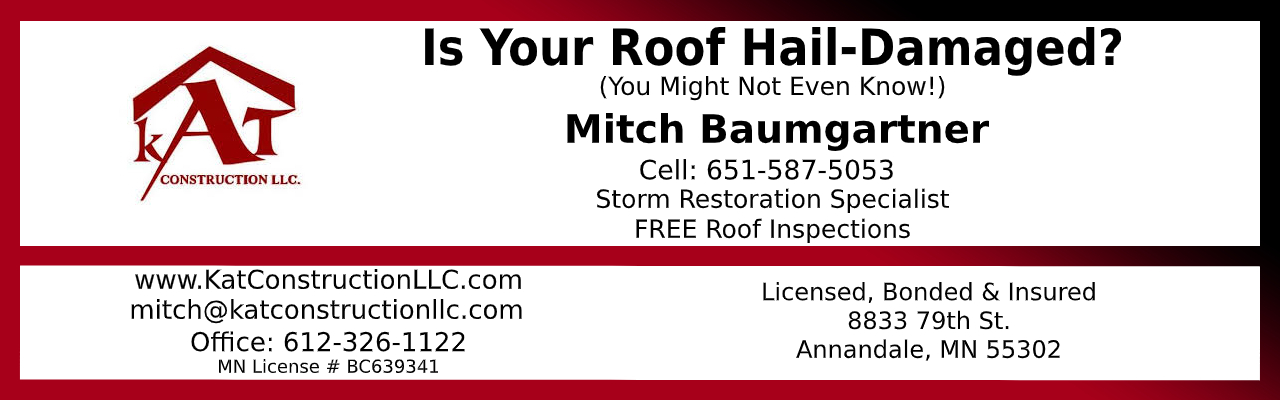 kAT
CONSTRUCTION LLC.
Is Your Roof Hail-Damaged?
(You Might Not Even Know!)
Mitch Baumgartner
Cell: 651-587-5053
Storm Restoration Specialist
FREE Roof Inspections
www.KatConstructionLLC.com
mitch@katconstructionllc.com
Office: 612-326-1122
MN License # BC639341
Licensed, Bonded & Insured
8833 79th St.
Annandale, MN 55302